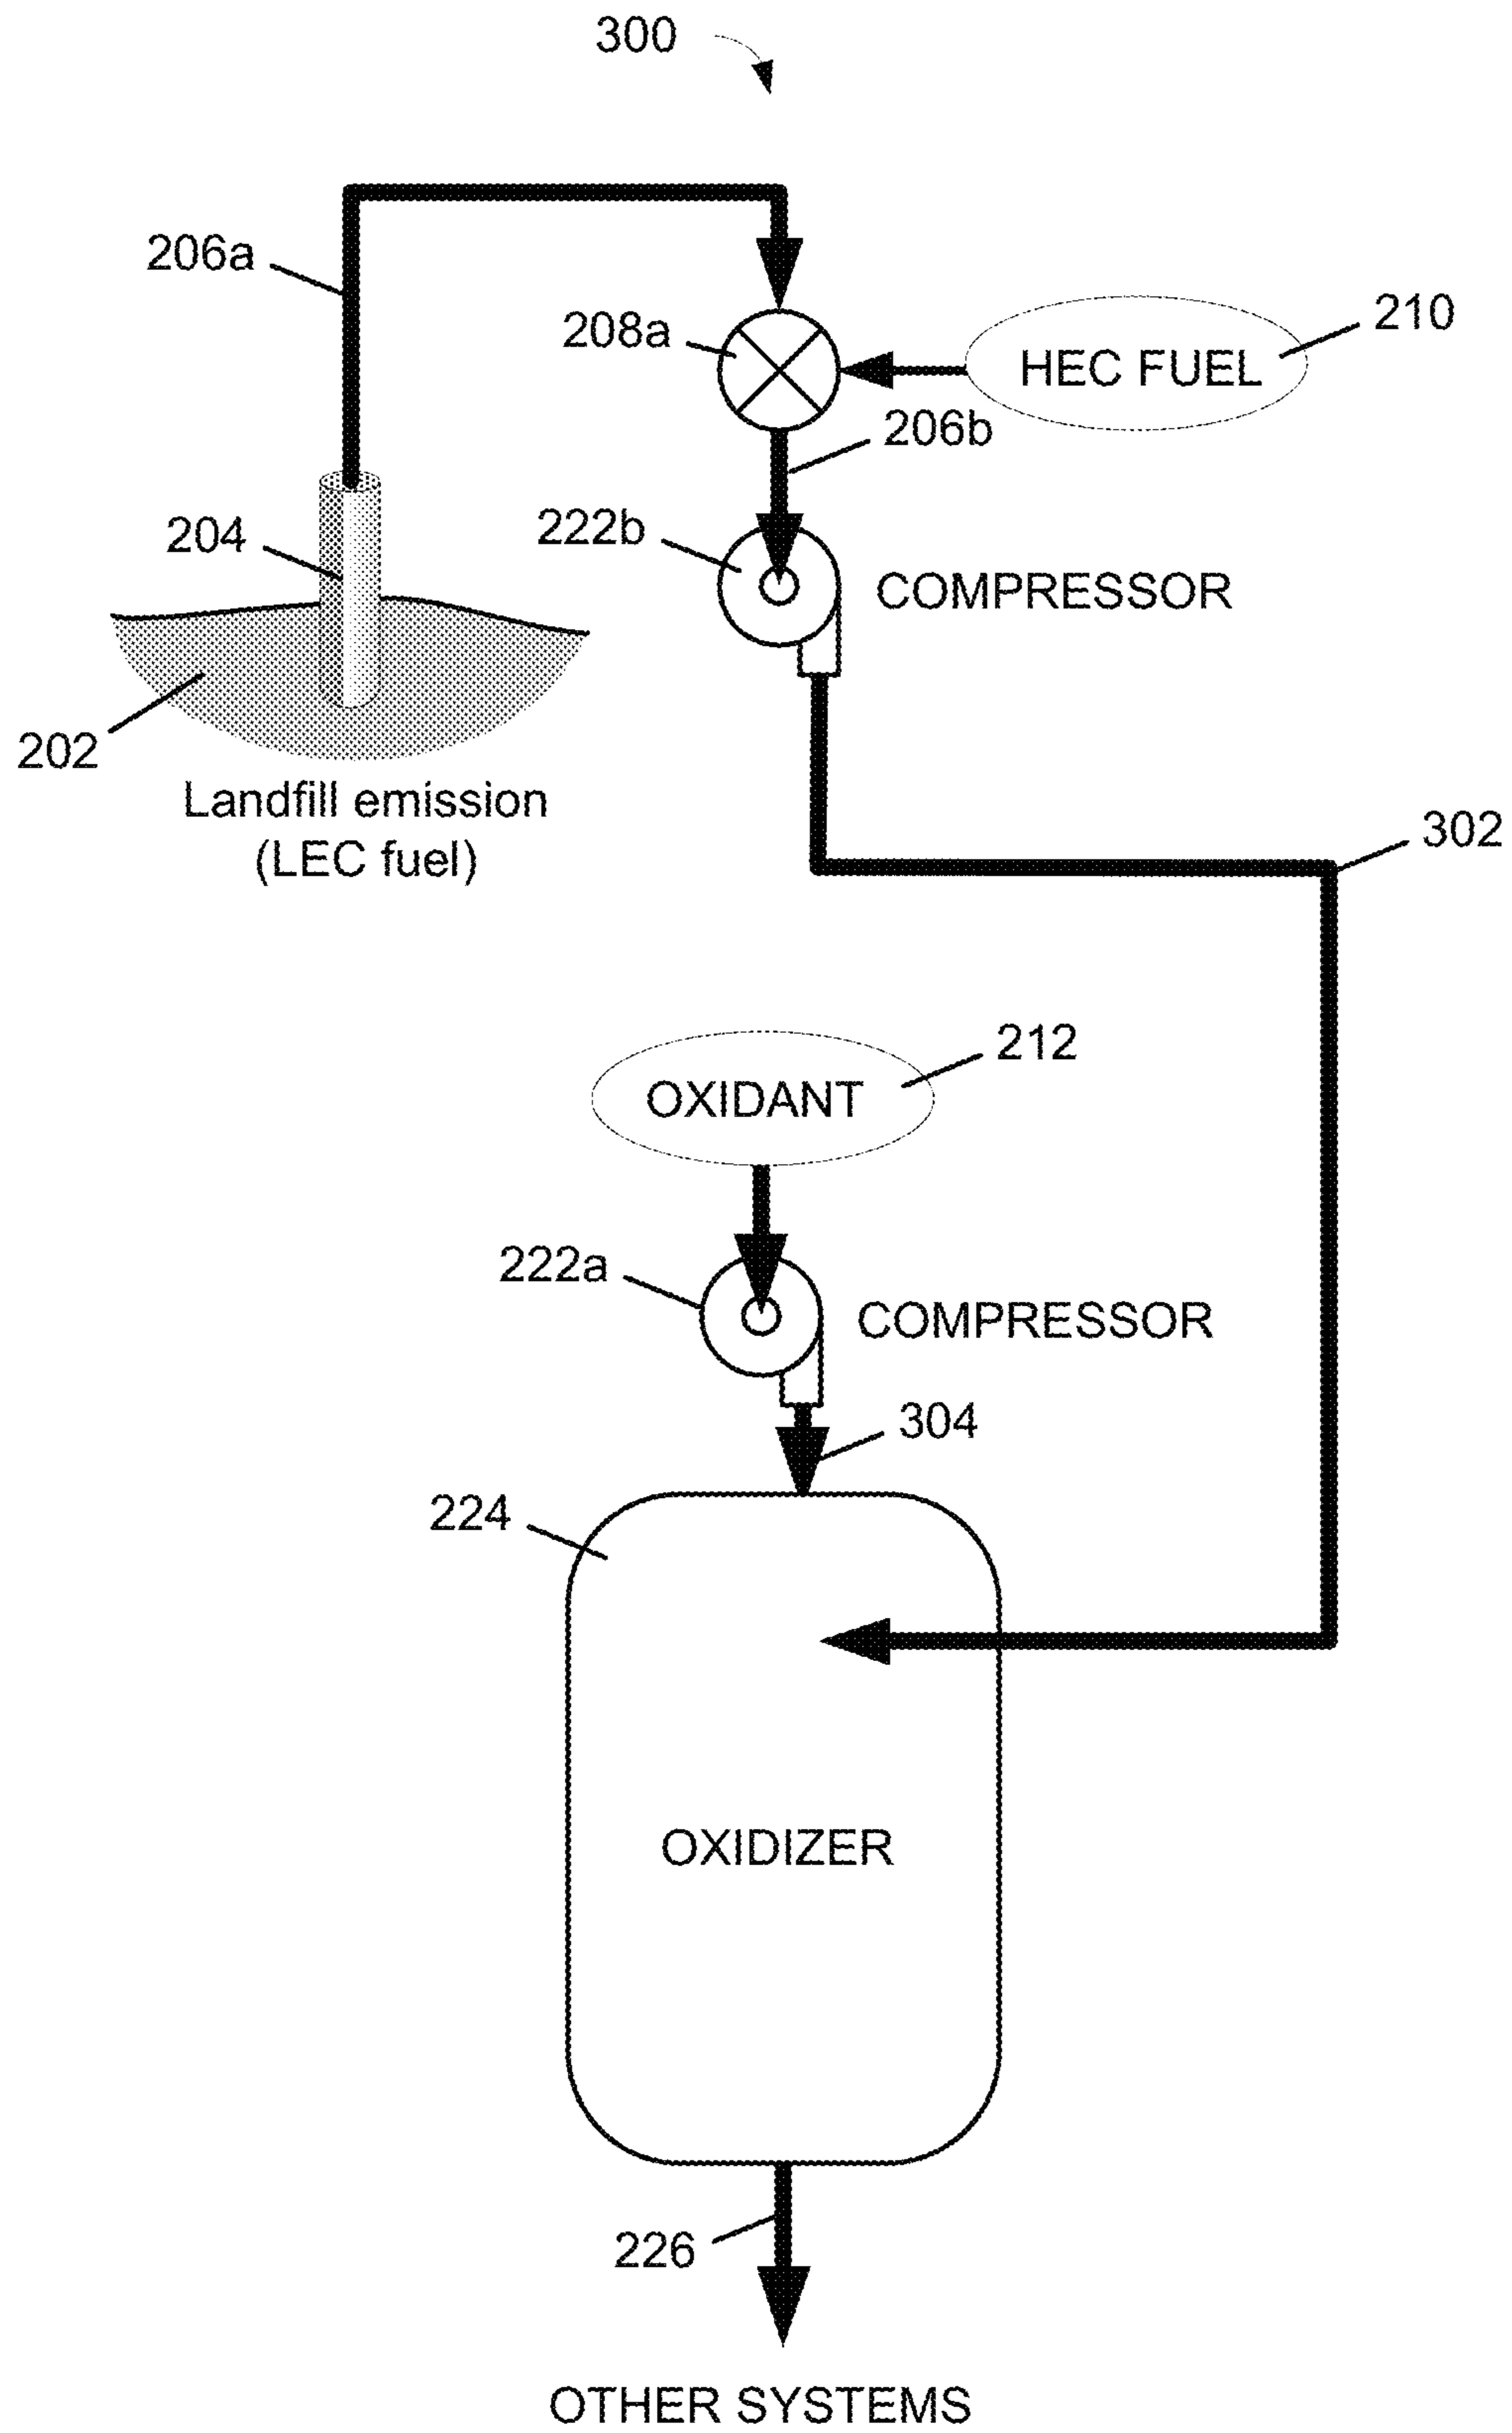 300
206a
208a
210
HEC FUEL
206b
204
222b
COMPRESSOR
202
Landfill emission
(LEC fuel)
302
212
OXIDANT
222a
COMPRESSOR
304
224
OXIDIZER
226
OTHER SYSTEMS